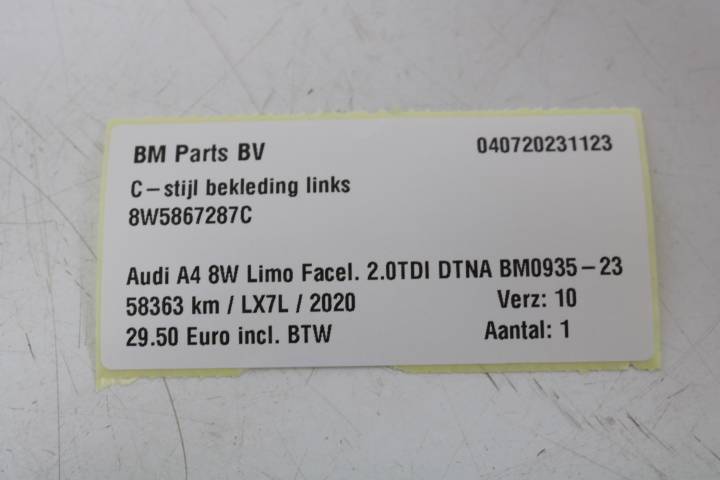 BM Parts BV 040720231123
C-stijl bekleding links
8W5867287C
Audi A4 8W Limo Facel. 2.0TDI DTNA BM0935-23
58363 km / LX7L / 2020 Verz: 10
29.50 Euro incl. BTW Aantal: 1